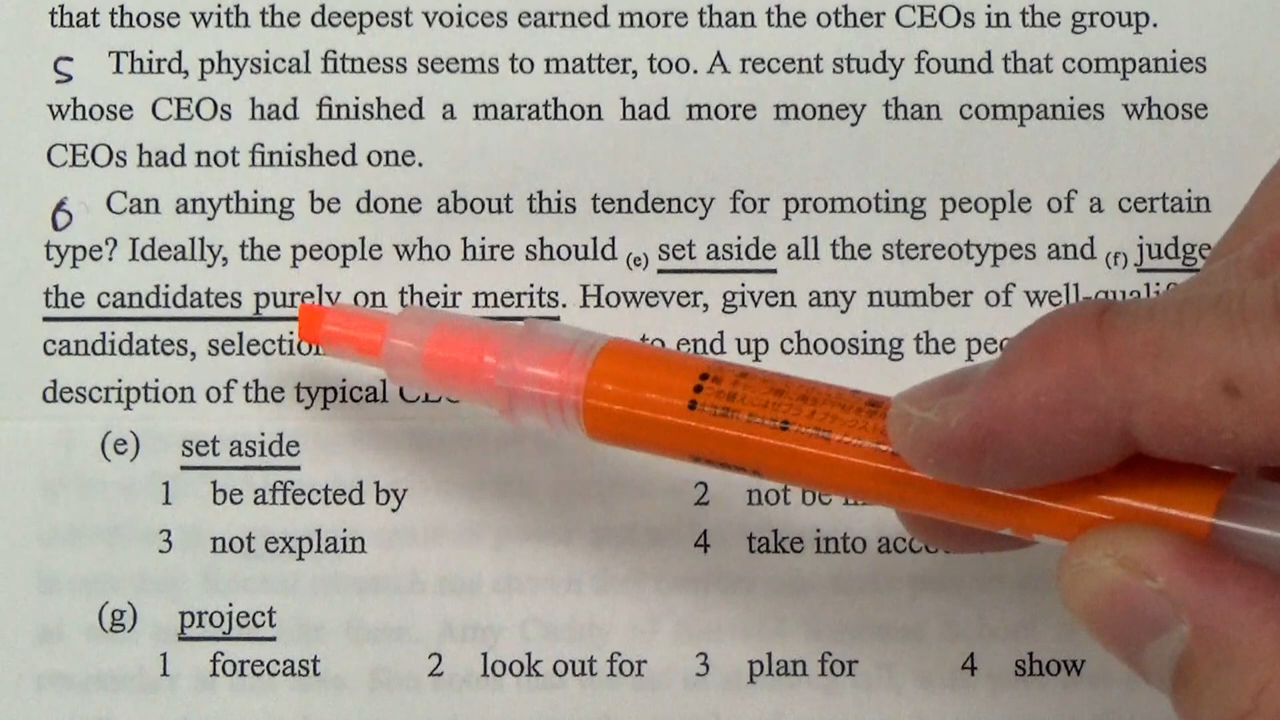 that those with the deepest voices earned more than the other CEOs in the group.
5 Third, physical fitness seems to matter, too. A recent study found that companies
whose CEOs had finished a marathon had more money than companies whose
CEOs had not finished one.
6 Can anything be done about this tendency for promoting people of a certain
type? Ideally, the people who hire should (e) set aside all the stereotypes and (f) judge
the candidates purely on their merits. However, given any number of
candidates, to end up choosing the
description of the typical
(e) set aside
1 be affected by 2 not be
3 not explain 4 take into
(g) project
1 forecast 2 look out for 3 plan for 4 show